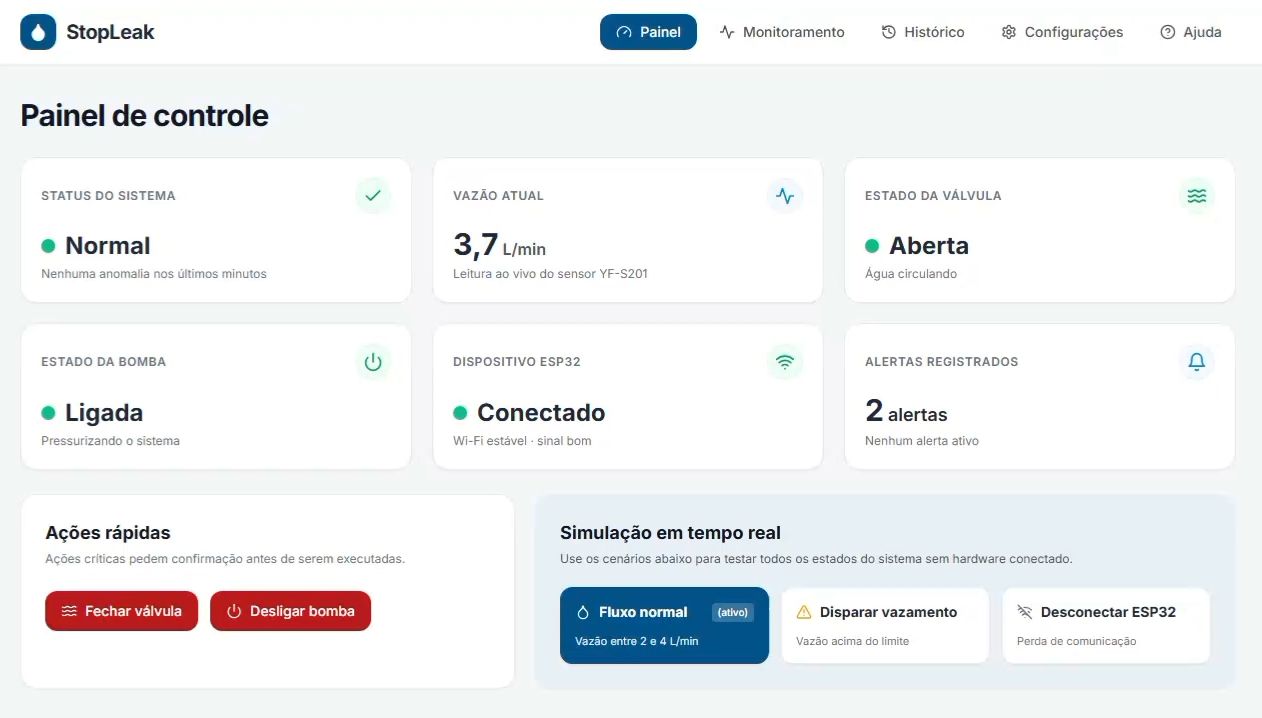 StopLeak
Painel
Monitoramento
Histórico
Configurações
Ajuda
Painel de controle
STATUS DO SISTEMA
Normal
Nenhuma anomalia nos últimos minutos
VAZÃO ATUAL
3,7 L/min
Leitura ao vivo do sensor YF-S201
ESTADO DA VÁLVULA
Aberta
Água circulando
ESTADO DA BOMBA
Ligada
Pressurizando o sistema
DISPOSITIVO ESP32
Conectado
Wi-Fi estável · sinal bom
ALERTAS REGISTRADOS
2 alertas
Nenhum alerta ativo
Ações rápidas
Ações críticas pedem confirmação antes de serem executadas.
Fechar válvula
Desligar bomba
Simulação em tempo real
Use os cenários abaixo para testar todos os estados do sistema sem hardware conectado.
Fluxo normal (ativo)
Vazão entre 2 e 4 L/min
Disparar vazamento
Vazão acima do limite
Desconectar ESP32
Perda de comunicação